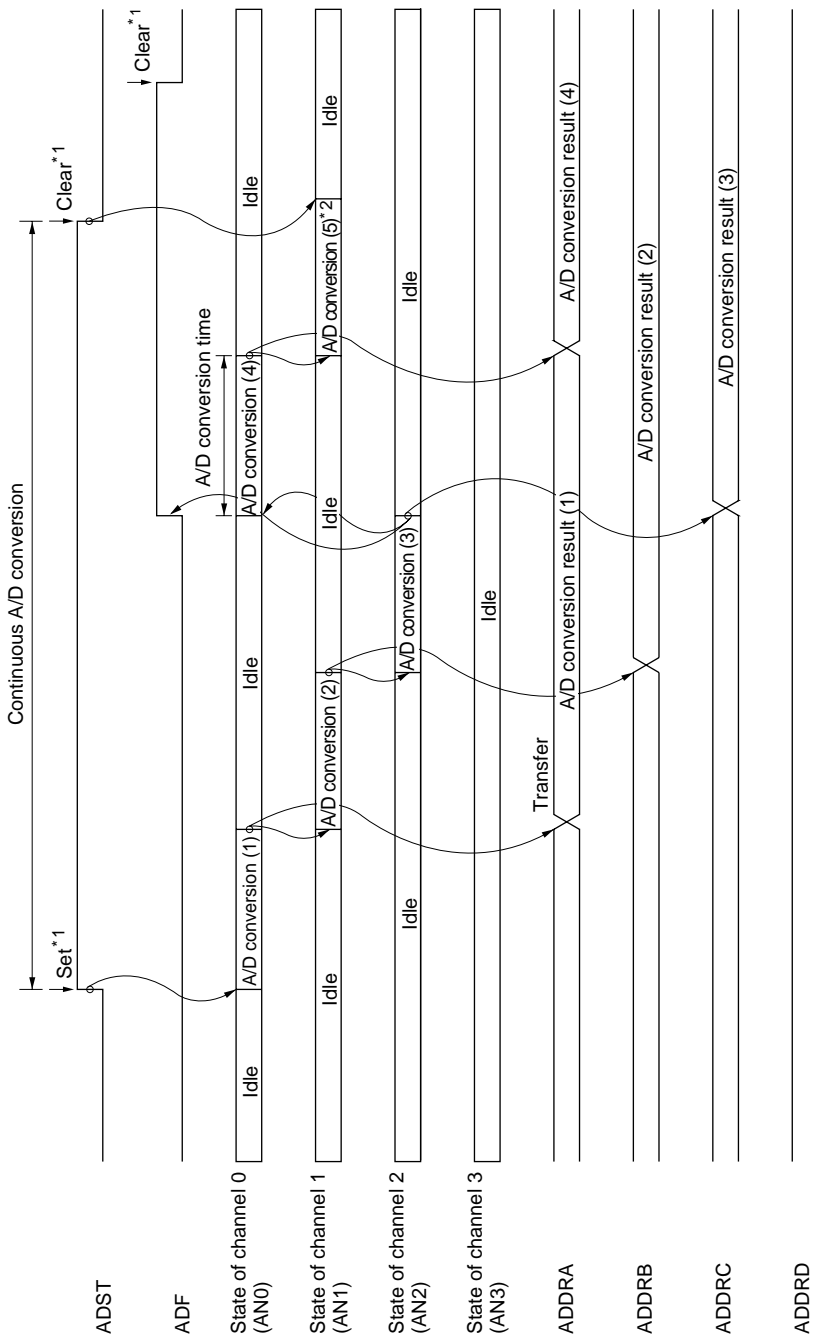 Continuous A/D conversion
Set*1
Clear*1
Clear*1
A/D conversion time
ADST
ADF
State of channel 0
(AN0)
Idle
A/D conversion (1)
Idle
A/D conversion (4)
Idle
State of channel 1
(AN1)
Idle
A/D conversion (2)
Idle
A/D conversion (5)*2
Idle
State of channel 2
(AN2)
Idle
A/D conversion (3)
Idle
State of channel 3
(AN3)
Idle
Transfer
ADDRA
A/D conversion result (1)
A/D conversion result (4)
ADDRB
A/D conversion result (2)
ADDRC
A/D conversion result (3)
ADDRD